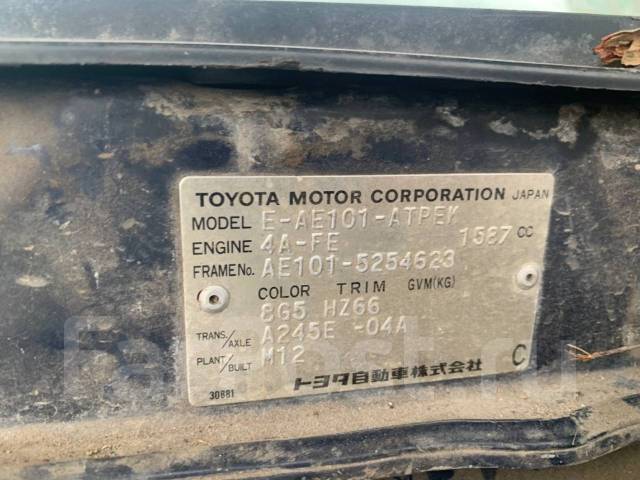 TOYOTA MOTOR CORPORATION JAPAN
MODEL E-AE101-ATPEK
ENGINE 4A-FE 1587 CC
FRAME No. AE101-5254623
COLOR TRIM GVM(KG)
8G5 HZ66
TRANS./AXLE A245E -04A
PLANT/BUILT M12
C
トヨタ自動車株式会社
30881